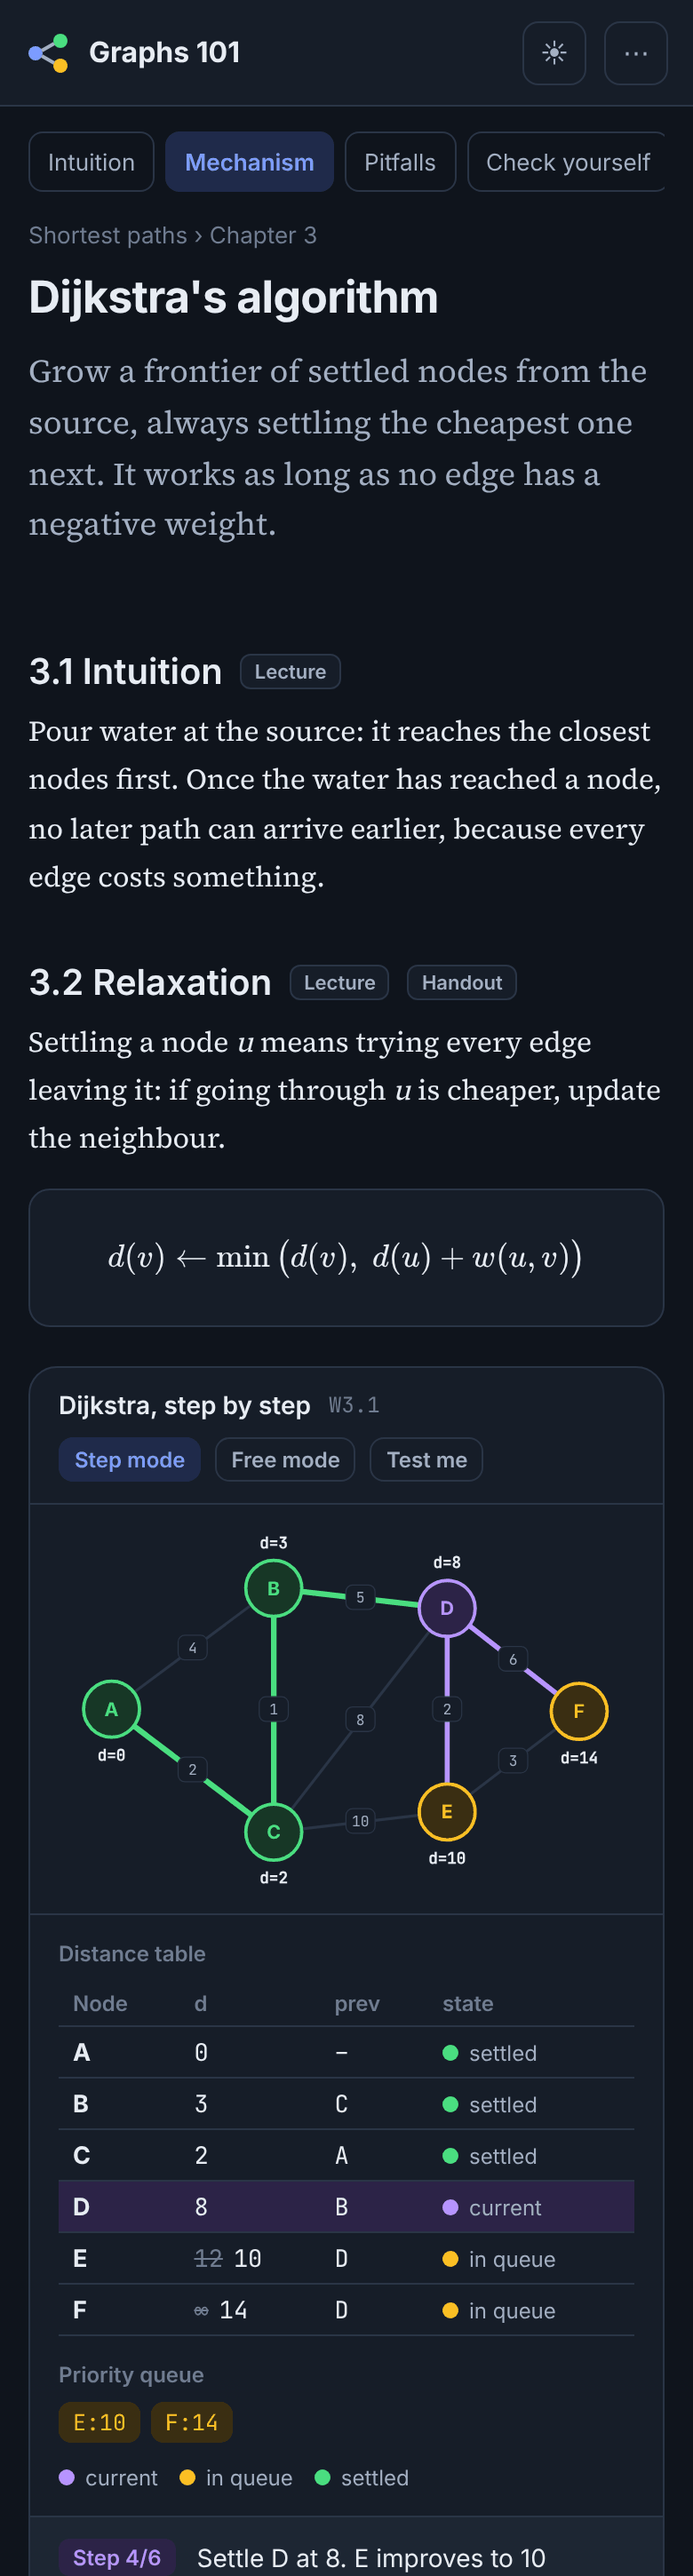 Graphs 101
Intuition
Mechanism
Pitfalls
Check yourself
Shortest paths › Chapter 3
Dijkstra's algorithm
Grow a frontier of settled nodes from the
source, always settling the cheapest one
next. It works as long as no edge has a
negative weight.
3.1 Intuition Lecture
Pour water at the source: it reaches the closest
nodes first. Once the water has reached a node,
no later path can arrive earlier, because every
edge costs something.
3.2 Relaxation Lecture Handout
Settling a node u means trying every edge
leaving it: if going through u is cheaper, update
the neighbour.
d(v) ← min (d(v), d(u) + w(u, v))
Dijkstra, step by step W3.1
Step mode
Free mode
Test me
d=3
B
5
d=8
D
4
6
A
d=0
1
8
2
F
d=14
2
3
C
d=2
10
E
d=10
Distance table
Node d prev state
A 0 – settled
B 3 C settled
C 2 A settled
D 8 B current
E 12 10 D in queue
F ∞ 14 D in queue
Priority queue
E:10 F:14
current in queue settled
Step 4/6 Settle D at 8. E improves to 10